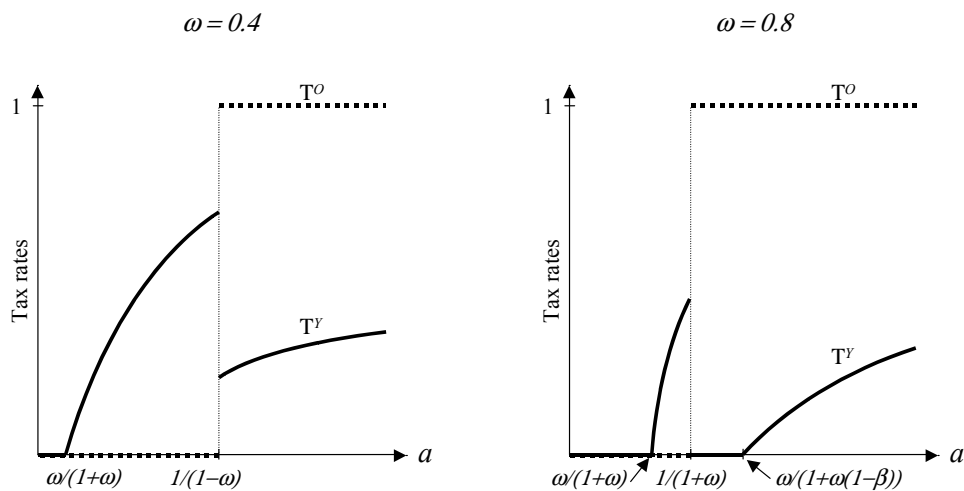 ω = 0.4
1
T^O
Tax rates
T^Y
ω/(1+ω)
1/(1−ω)
a
ω = 0.8
1
T^O
Tax rates
T^Y
ω/(1+ω)
1/(1+ω)
ω/(1+ω(1−β))
a